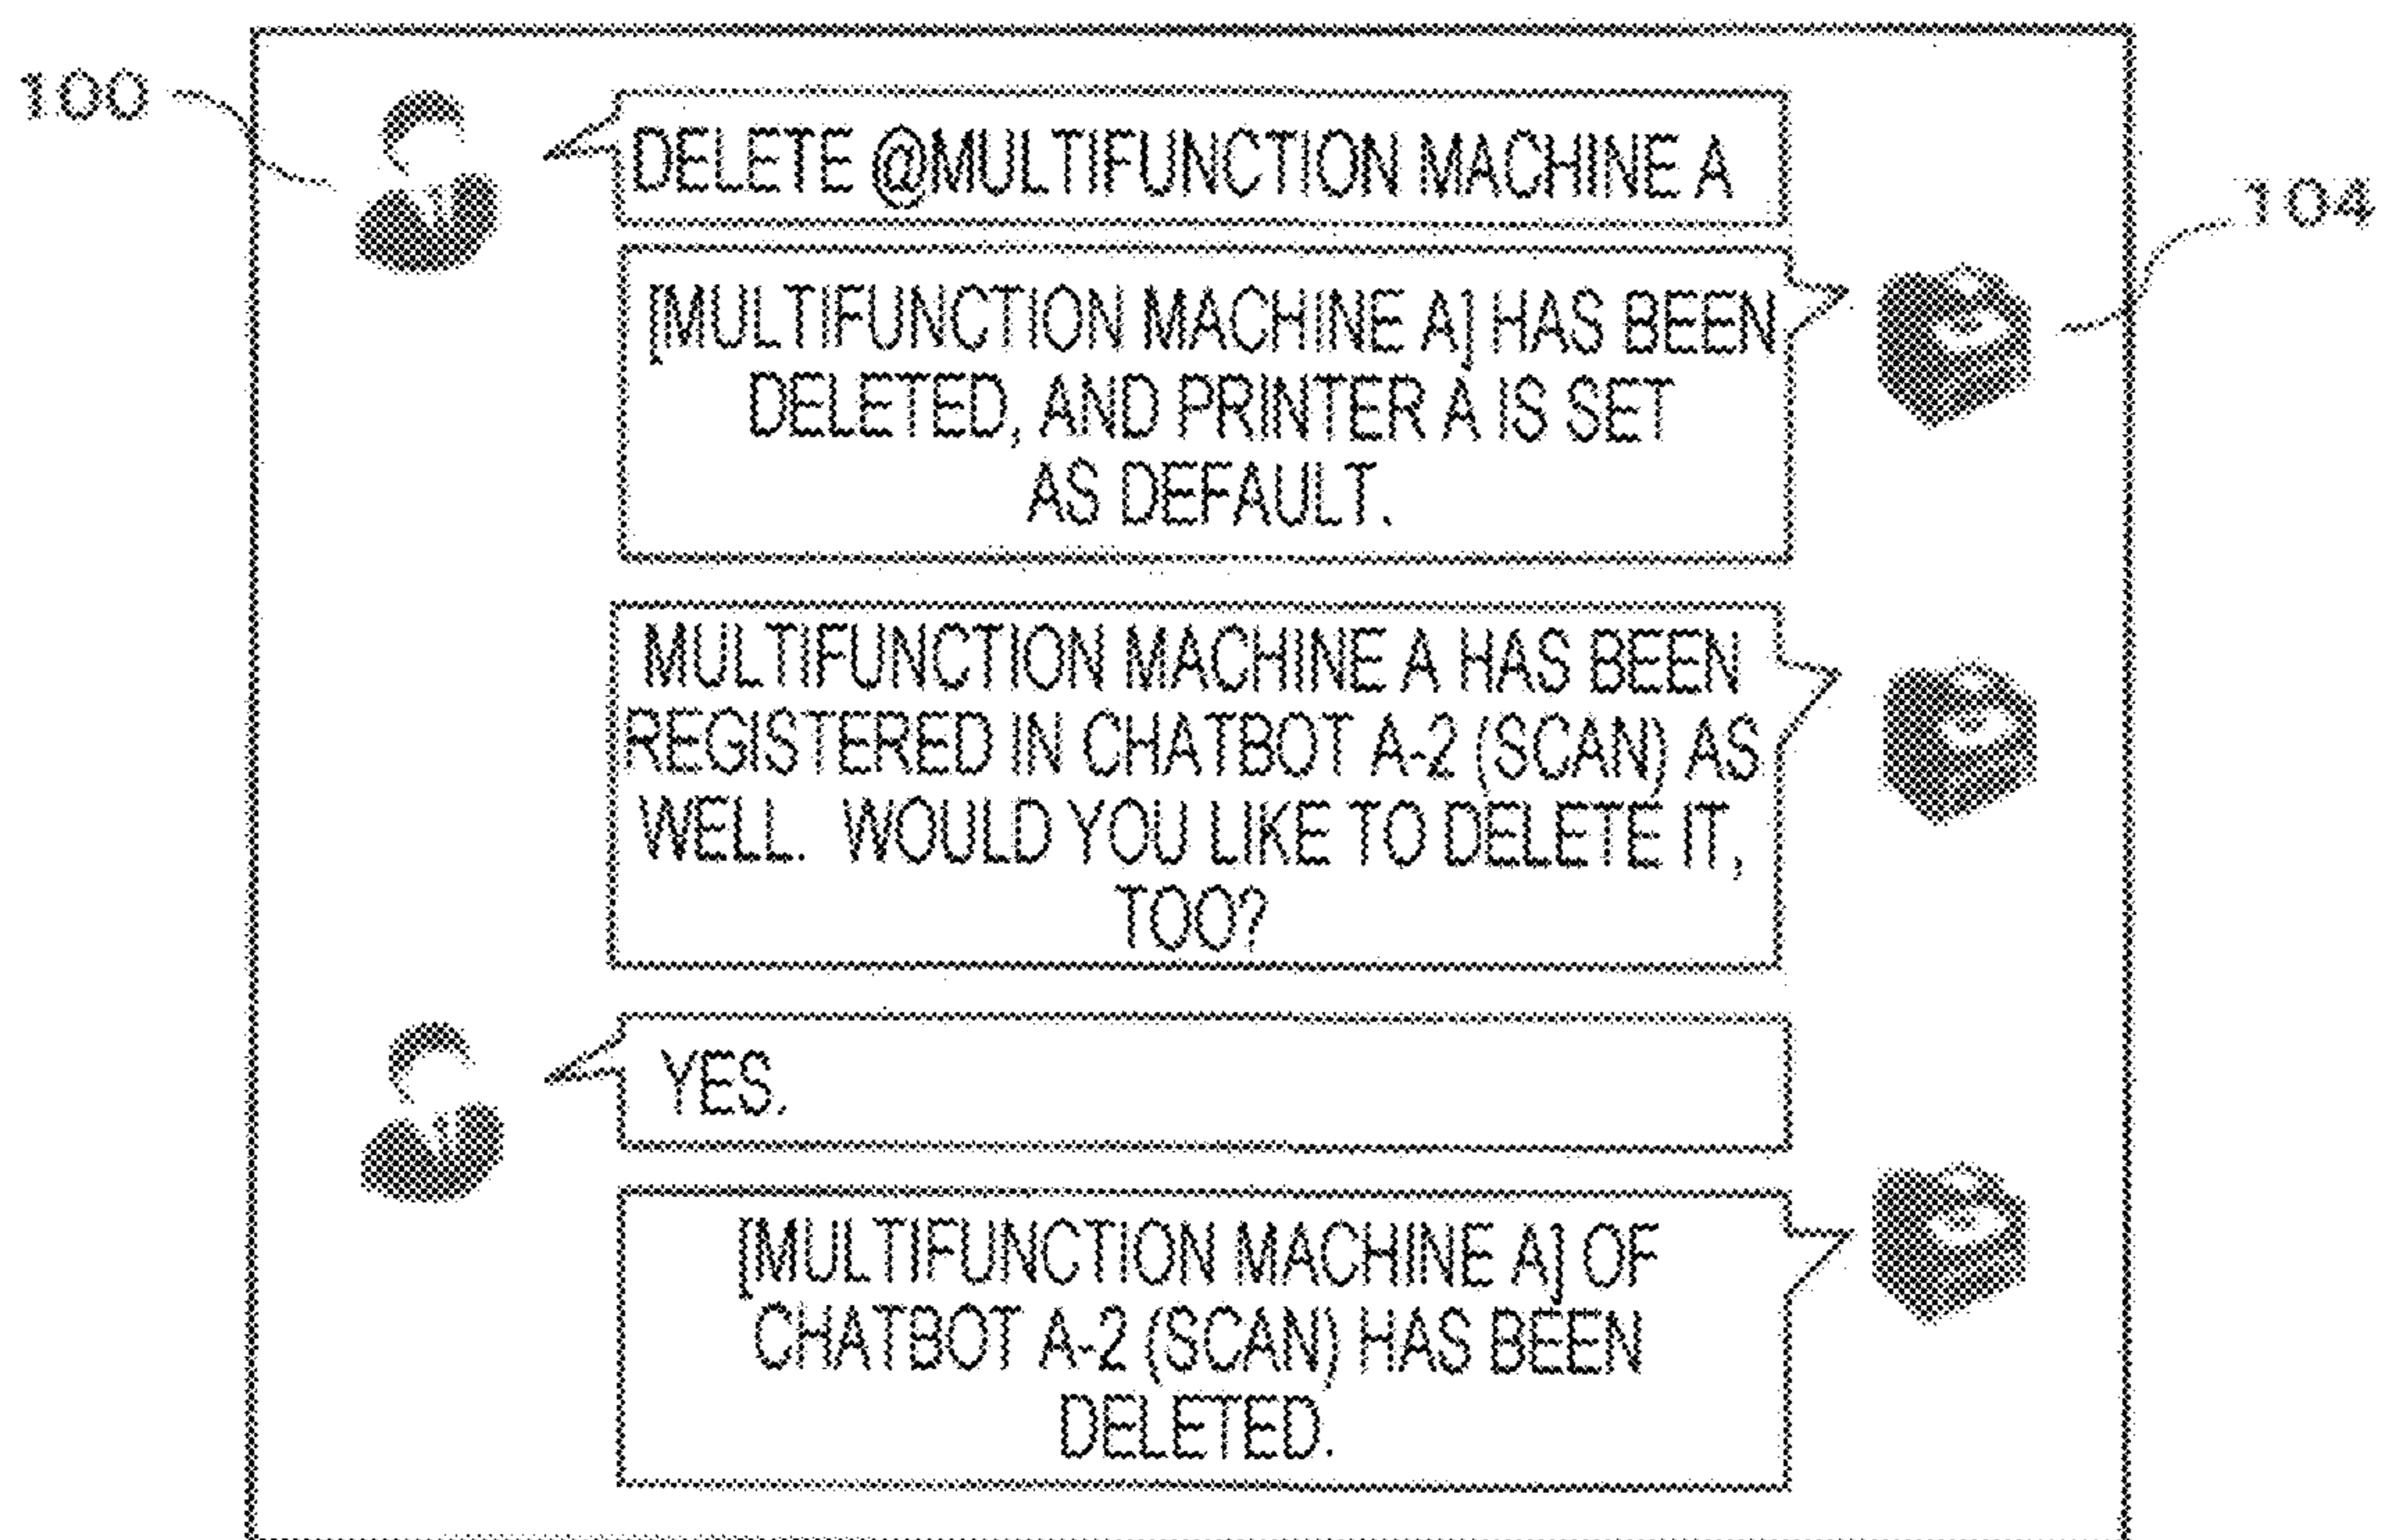 100
DELETE @MULTIFUNCTION MACHINE A
104
[MULTIFUNCTION MACHINE A] HAS BEEN
DELETED, AND PRINTER A IS SET
AS DEFAULT.
MULTIFUNCTION MACHINE A HAS BEEN
REGISTERED IN CHATBOT A-2 (SCAN) AS
WELL. WOULD YOU LIKE TO DELETE IT,
TOO?
YES.
[MULTIFUNCTION MACHINE A] OF
CHATBOT A-2 (SCAN) HAS BEEN
DELETED.